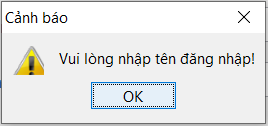 Cảnh báo
Vui lòng nhập tên đăng nhập!
OK